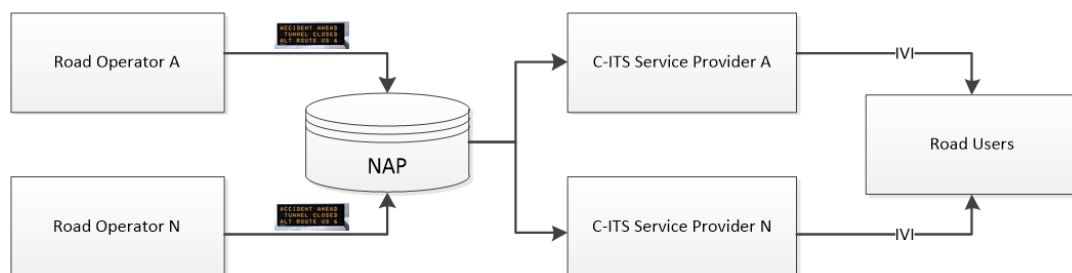 Road Operator A
ACCIDENT AHEAD
TUNNEL CLOSED
ALT ROUTE US 6
C-ITS Service Provider A
IVI
NAP
Road Users
Road Operator N
ACCIDENT AHEAD
TUNNEL CLOSED
ALT ROUTE US 6
C-ITS Service Provider N
IVI